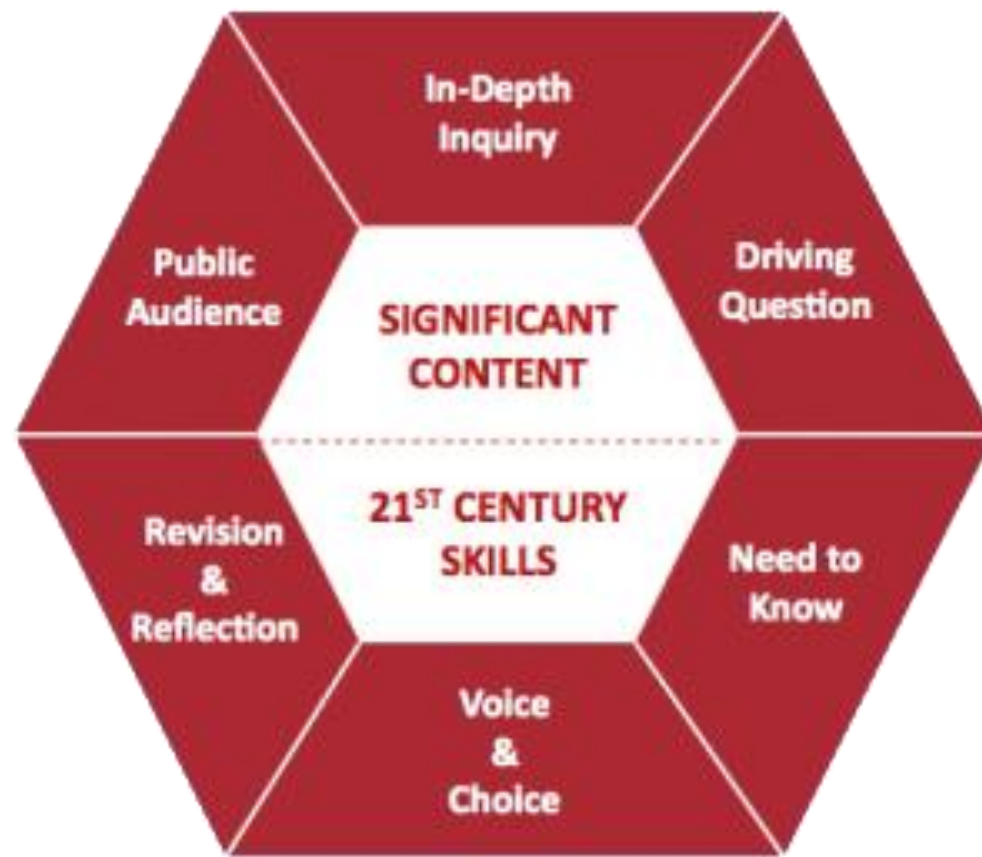 In-Depth
Inquiry
Driving
Question
Need to
Know
Voice
&
Choice
Revision
&
Reflection
Public
Audience
SIGNIFICANT
CONTENT
21ST CENTURY
SKILLS